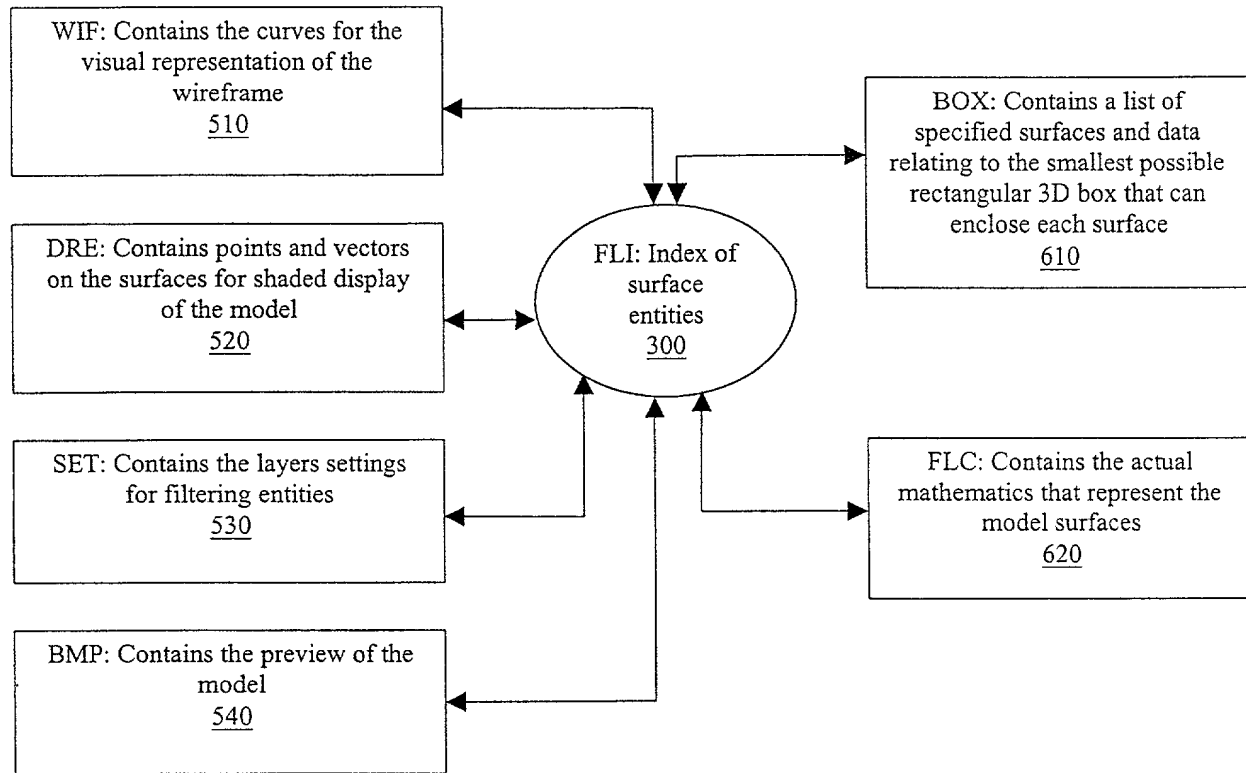 WIF: Contains the curves for the
visual representation of the
wireframe
510
DRE: Contains points and vectors
on the surfaces for shaded display
of the model
520
SET: Contains the layers settings
for filtering entities
530
BMP: Contains the preview of the
model
540
FLI: Index of
surface
entities
300
BOX: Contains a list of
specified surfaces and data
relating to the smallest possible
rectangular 3D box that can
enclose each surface
610
FLC: Contains the actual
mathematics that represent the
model surfaces
620